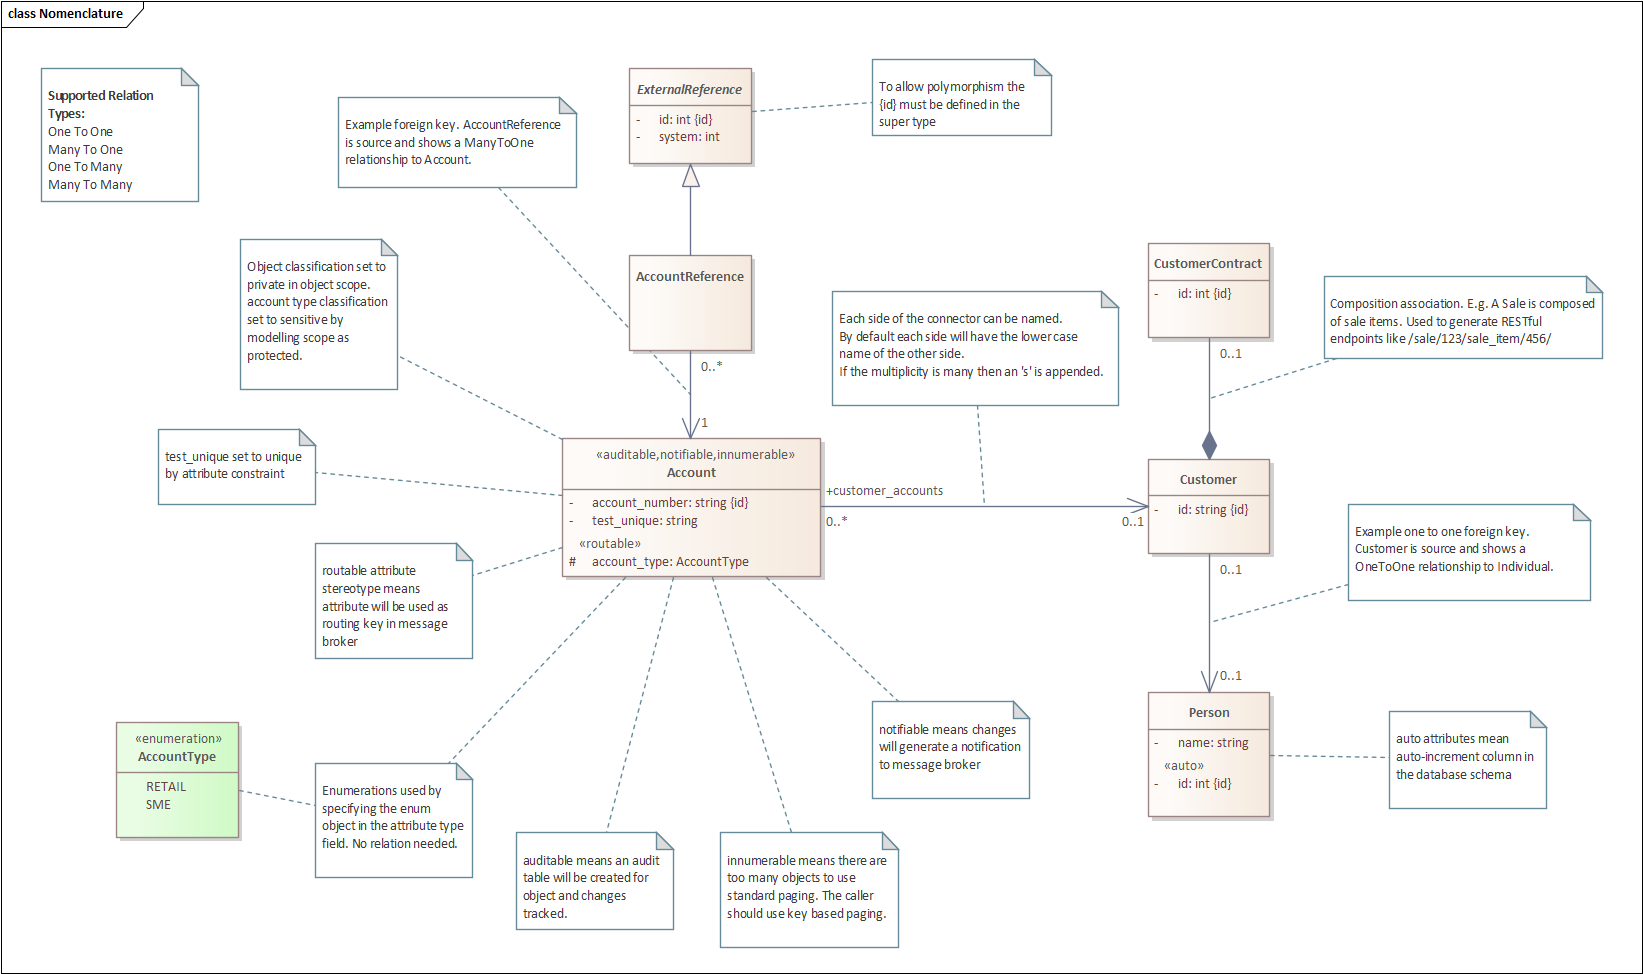 class Nomenclature
Supported Relation
Types:
One To One
Many To One
One To Many
Many To Many
Example foreign key. AccountReference
is source and shows a ManyToOne
relationship to Account.
ExternalReference
- id: int {id}
- system: int
To allow polymorphism the
{id} must be defined in the
super type
Object classification set to
private in object scope.
account type classification
set to sensitive by
modelling scope as
protected.
AccountReference
0..*
1
Each side of the connector can be named.
By default each side will have the lowercase
name of the other side.
If the multiplicity is many then an 's' is appended.
CustomerContract
- id: int {id}
0..1
Composition association. E.g. A Sale is composed
of sale items. Used to generate RESTful
endpoints like /sale/123/sale_item/456/
test_unique set to unique
by attribute constraint
«auditable,notifiable,innumerable»
Account
- account_number: string {id}
- test_unique: string
«routable»
# account_type: AccountType
+customer_accounts
0..*
0..1
Customer
- id: string {id}
0..1
Example one to one foreign key.
Customer is source and shows a
OneToOne relationship to Individual.
0..1
routable attribute
stereotype means
attribute will be used as
routing key in message
broker
Person
- name: string
«auto»
- id: int {id}
auto attributes mean
auto-increment column in
the database schema
notifiable means changes
will generate a notification
to message broker
«enumeration»
AccountType
RETAIL
SME
Enumerations used by
specifying the enum
object in the attribute type
field. No relation needed.
auditable means an audit
table will be created for
object and changes
tracked.
innumerable means there are
too many objects to use
standard paging. The caller
should use key based paging.